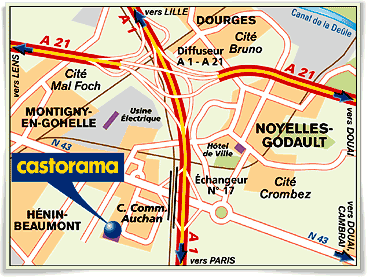 vers LILLE
A 1
DOURGES
Canal de la Deûle
Cité
Bruno
Diffuseur
A 1 - A 21
A 21
A 21
vers LENS
Cité
Mal Foch
Usine
Électrique
MONTIGNY-
EN-GOHELLE
vers DOUAI
NOYELLES-
GODAULT
N 43
Hôtel
de Ville
castorama
Échangeur
N° 17
Cité
Crombez
C. Comm.
Auchan
HÉNIN-
BEAUMONT
A 1
vers PARIS
N 43
vers DOUAI,
CAMBRAI